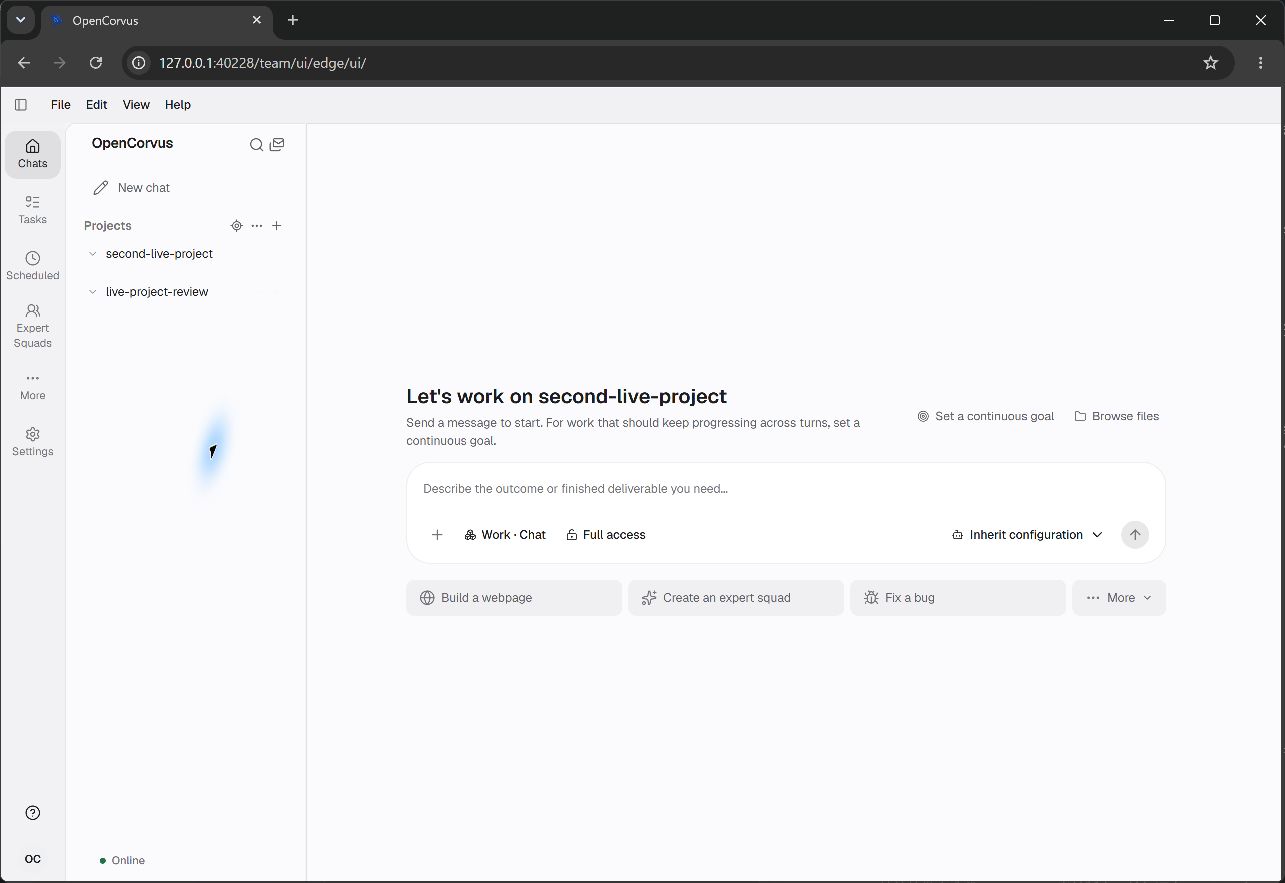 OpenCorvus
127.0.0.1:40228/team/ui/edge/ui/
File Edit View Help
OpenCorvus
Chats
New chat
Tasks
Projects
second-live-project
Scheduled
live-project-review
Expert
Squads
More
Settings
Let's work on second-live-project
Send a message to start. For work that should keep progressing across turns, set a
continuous goal.
Set a continuous goal Browse files
Describe the outcome or finished deliverable you need...
Work · Chat Full access Inherit configuration
Build a webpage Create an expert squad Fix a bug More
OC
Online